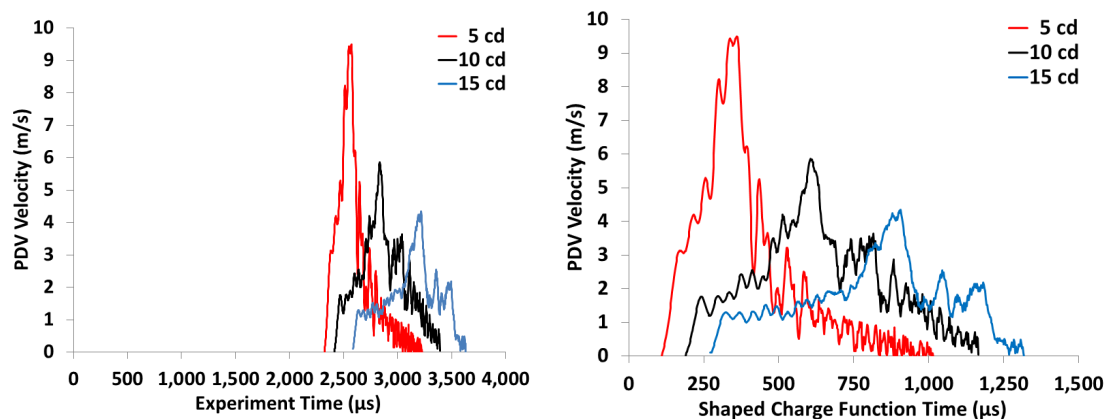 10
9
8
7
6
5
4
3
2
1
0
PDV Velocity (m/s)
5 cd
10 cd
15 cd
0 500 1,000 1,500 2,000 2,500 3,000 3,500 4,000
Experiment Time (µs)
10
9
8
7
6
5
4
3
2
1
0
PDV Velocity (m/s)
5 cd
10 cd
15 cd
0 250 500 750 1,000 1,250 1,500
Shaped Charge Function Time (µs)